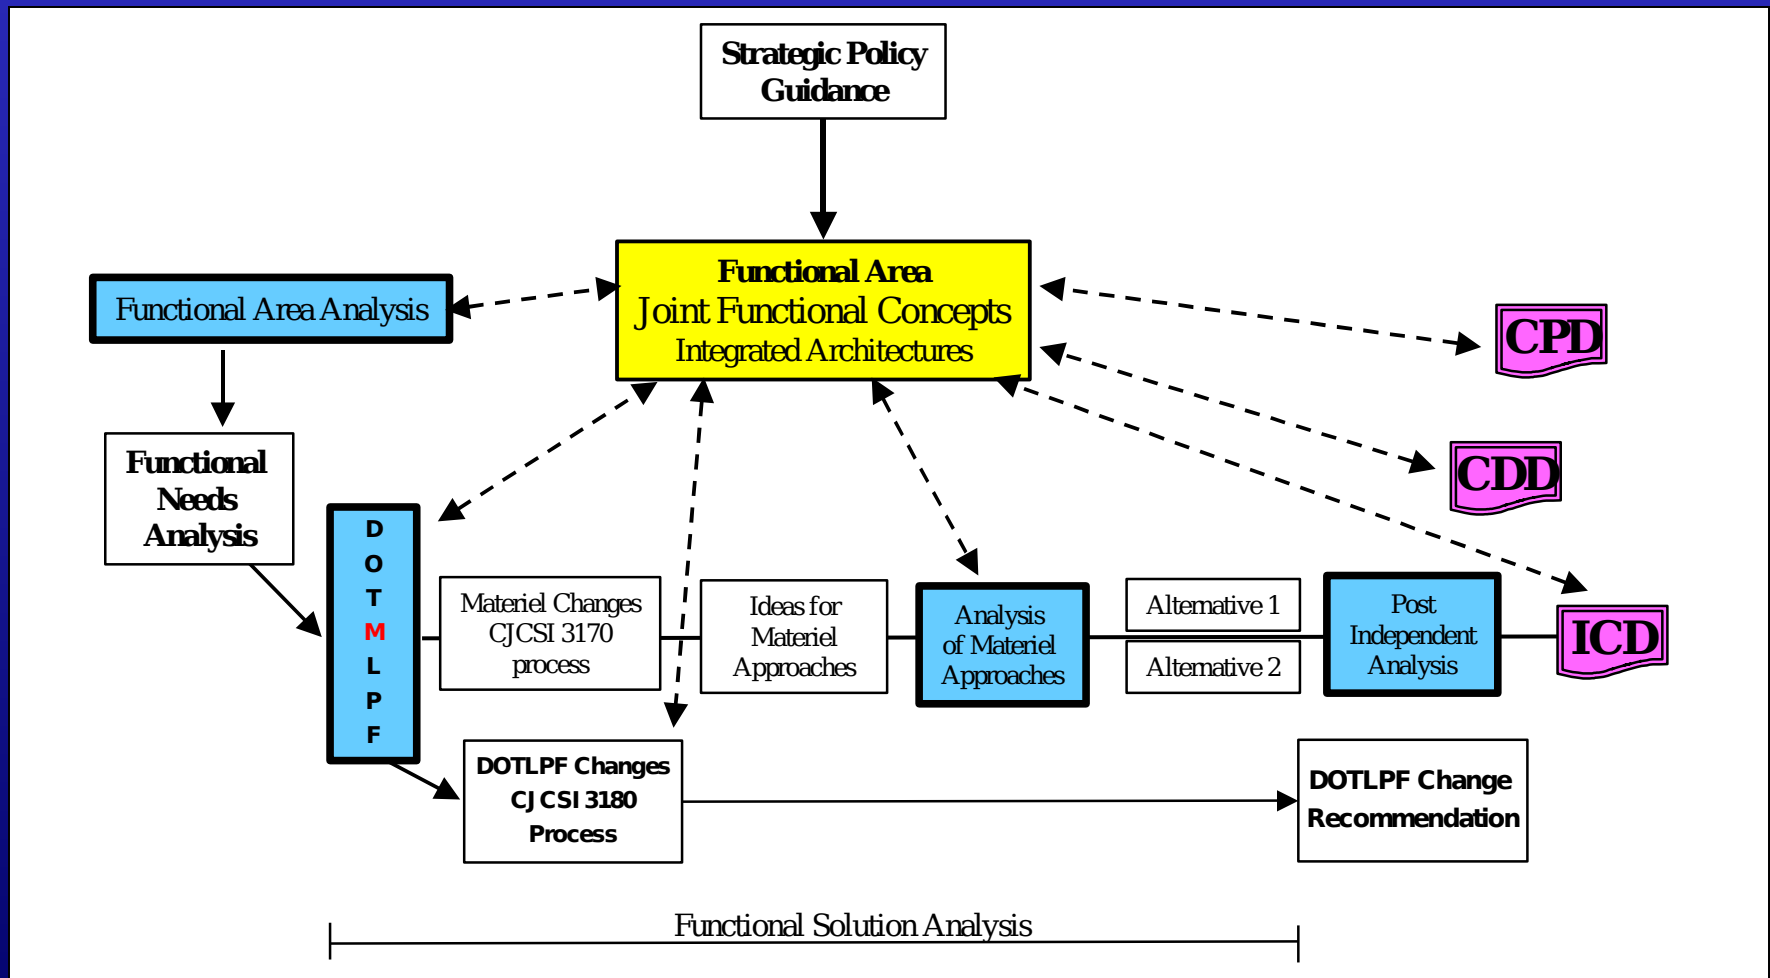 Strategic Policy
Guidance
Functional Area
Joint Functional Concepts
Integrated Architectures
Functional Area Analysis
CPD
Functional
Needs
Analysis
CDD
D
O
T
M
L
P
F
Materiel Changes
CJCSI 3170
process
Ideas for
Materiel
Approaches
Analysis
of Materiel
Approaches
Alternative 1
Alternative 2
Post
Independent
Analysis
ICD
DOTLPF Changes
CJCSI 3180
Process
DOTLPF Change
Recommendation
Functional Solution Analysis